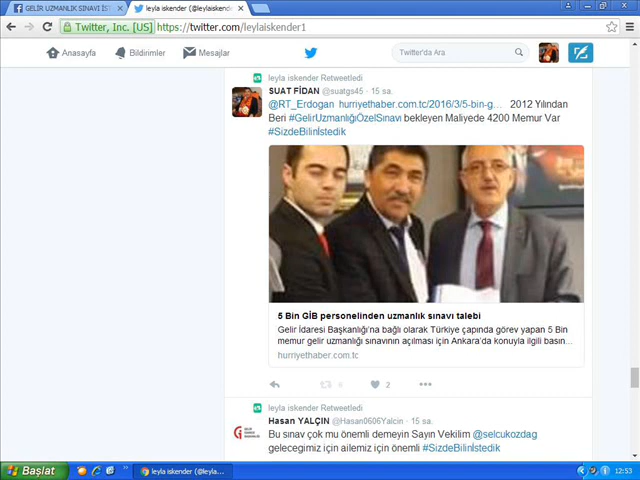 GELİR UZMANLIK SINAVI İST
leyla iskender (@leylaiskend
Twitter, Inc. [US]
https://twitter.com/leylaiskender1
Anasayfa
Bildirimler
Mesajlar
Twitter'da Ara
leyla iskender Retweetledi
SUAT FİDAN @suatgs45 · 15 sa.
@RT_Erdogan hurriyethaber.com.tc/2016/3/5-bin-g… 2012 Yılından
Beri #GelirUzmanlığıÖzelSınavı bekleyen Maliyede 4200 Memur Var
#SizdeBilinİstedik
5 Bin GİB personelinden uzmanlık sınavı talebi
Gelir İdaresi Başkanlığı'na bağlı olarak Türkiye çapında görev yapan 5 Bin
memur gelir uzmanlığı sınavının açılması için Ankara'da konuyla ilgili basın...
hurriyethaber.com.tc
2
leyla iskender Retweetledi
Hasan YALÇIN @Hasan0606Yalcin · 15 sa.
Bu sınav çok mu önemli demeyin Sayın Vekilim @selcukozdag
gelecegimiz için ailemiz için önemli #SizdeBilinİstedik
Başlat
leyla iskender (@leyla...
12:53